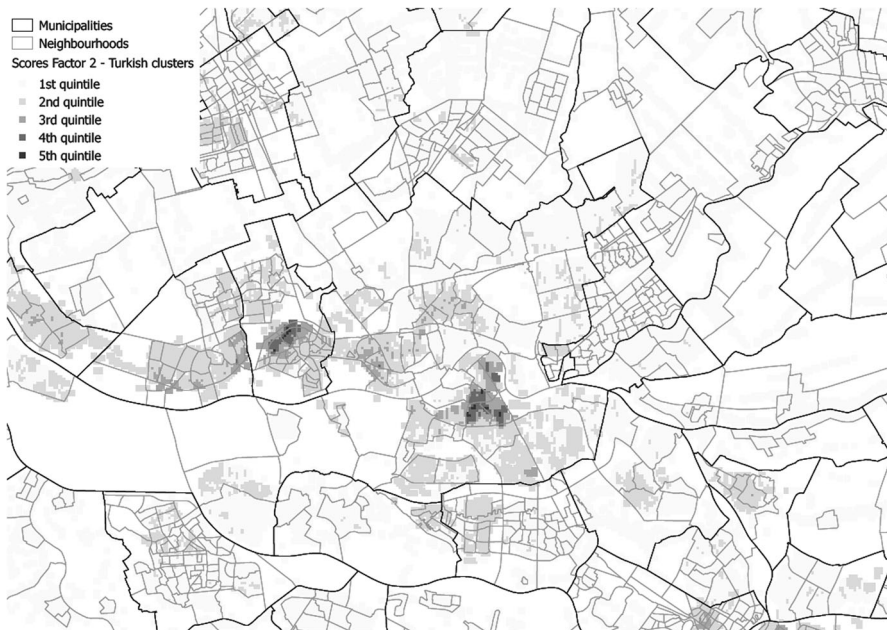 Municipalities
Neighbourhoods
Scores Factor 2 - Turkish clusters
1st quintile
2nd quintile
3rd quintile
4th quintile
5th quintile